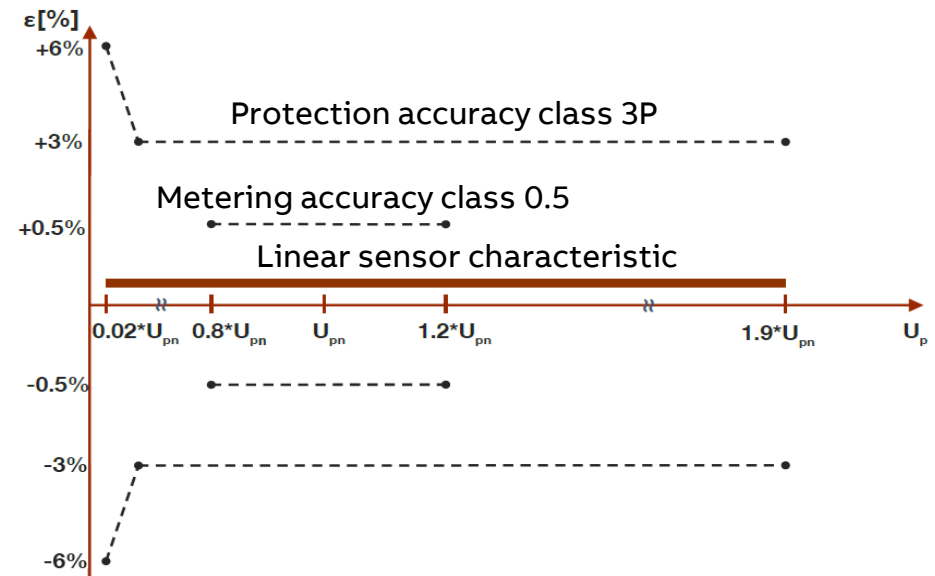 ε[%]
+6%
Protection accuracy class 3P
+3%
Metering accuracy class 0.5
+0.5%
Linear sensor characteristic
0.02*Upn 0.8*Upn Upn 1.2*Upn 1.9*Upn Up
-0.5%
-3%
-6%